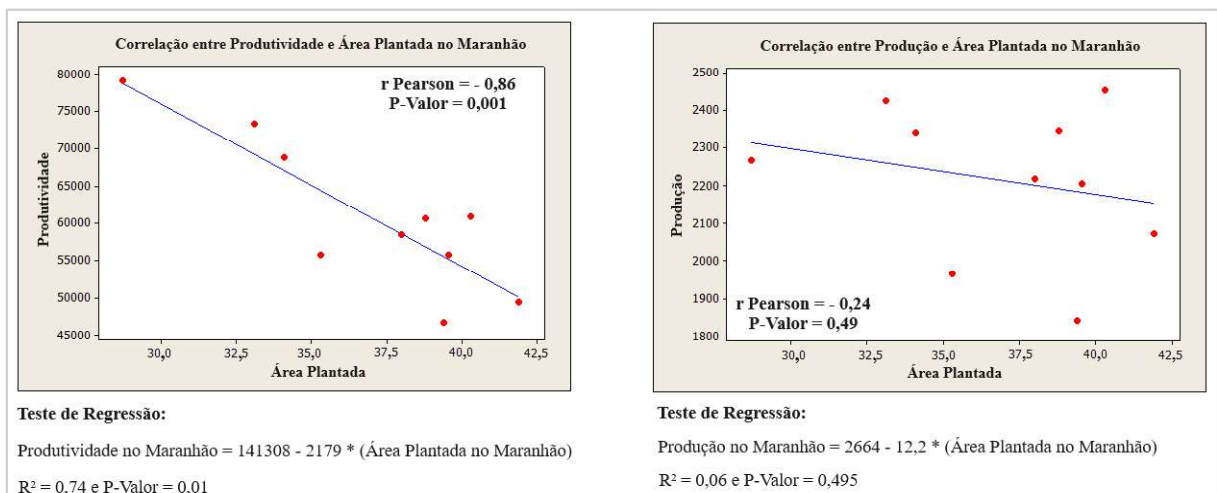 Correlação entre Produtividade e Área Plantada no Maranhão
r Pearson = - 0,86
P-Valor = 0,001
Produtividade
80000
75000
70000
65000
60000
55000
50000
45000
30,0 32,5 35,0 37,5 40,0 42,5
Área Plantada
Teste de Regressão:
Produtividade no Maranhão = 141308 - 2179 * (Área Plantada no Maranhão)
R² = 0,74 e P-Valor = 0,01
Correlação entre Produção e Área Plantada no Maranhão
Produção
2500
2400
2300
2200
2100
2000
1900
1800
r Pearson = - 0,24
P-Valor = 0,49
30,0 32,5 35,0 37,5 40,0 42,5
Área Plantada
Teste de Regressão:
Produção no Maranhão = 2664 - 12,2 * (Área Plantada no Maranhão)
R² = 0,06 e P-Valor = 0,495